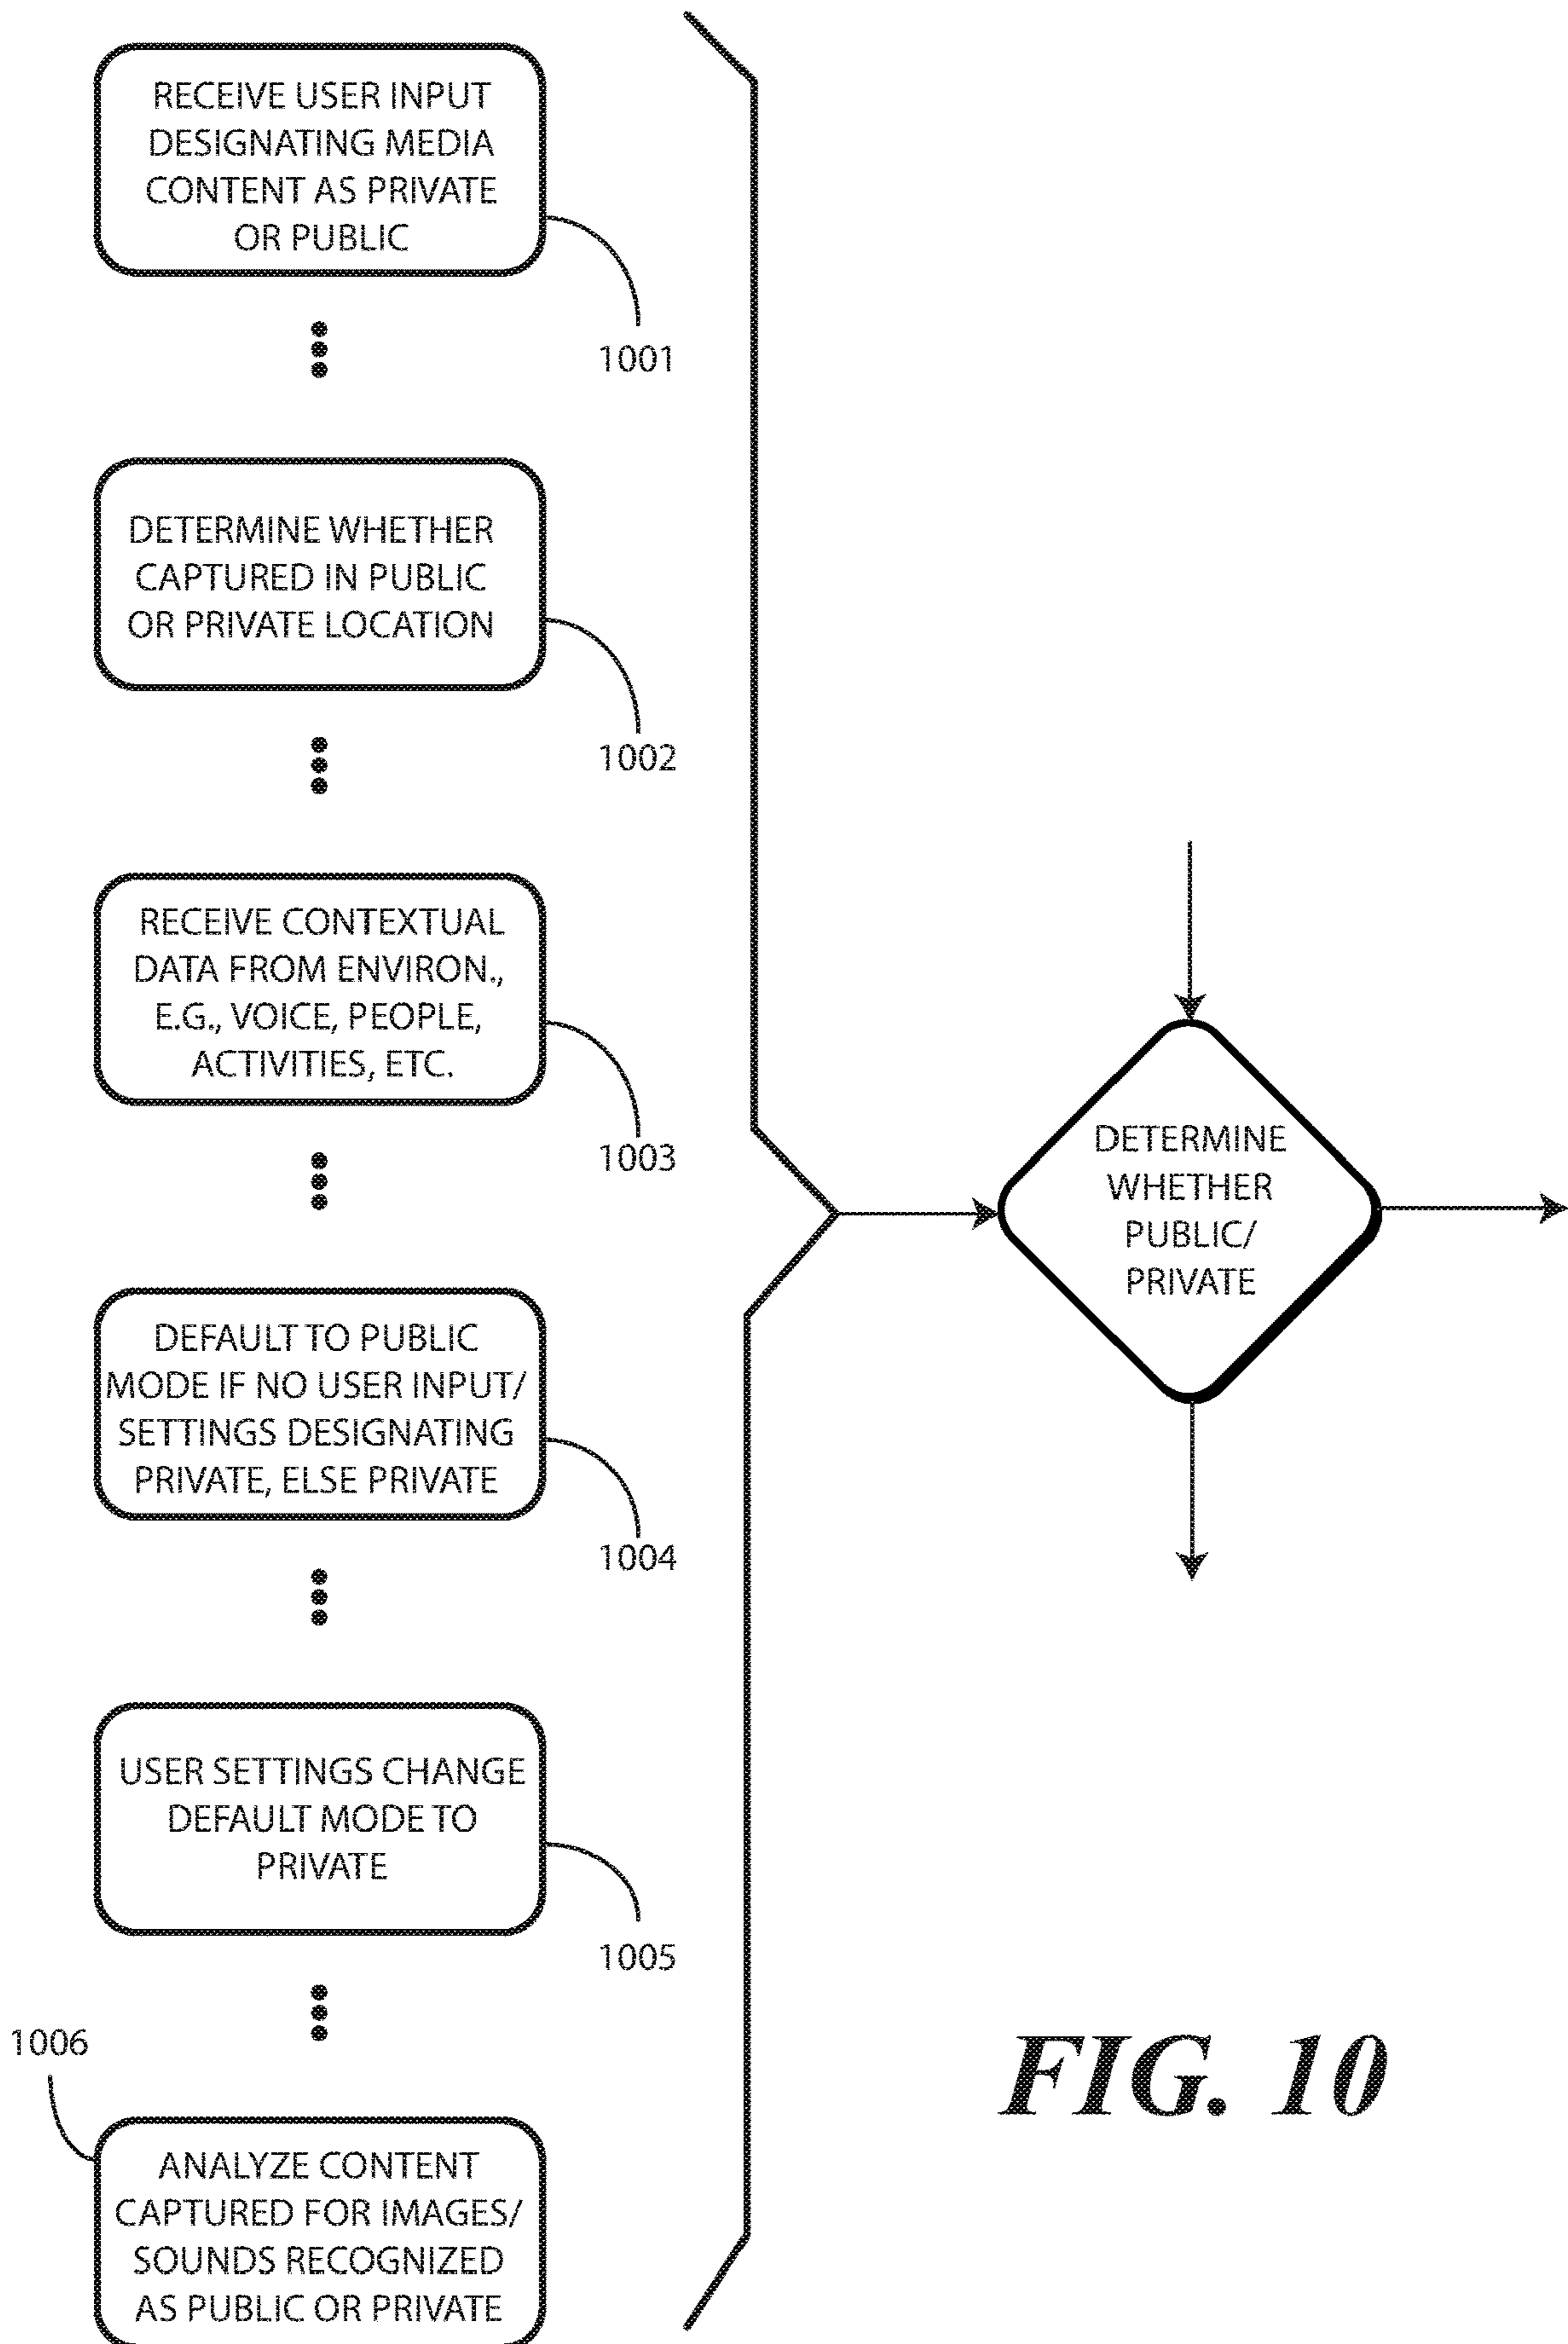 RECEIVE USER INPUT
DESIGNATING MEDIA
CONTENT AS PRIVATE
OR PUBLIC
1001
DETERMINE WHETHER
CAPTURED IN PUBLIC
OR PRIVATE LOCATION
1002
RECEIVE CONTEXTUAL
DATA FROM ENVIRON.,
E.G., VOICE, PEOPLE,
ACTIVITIES, ETC.
1003
DEFAULT TO PUBLIC
MODE IF NO USER INPUT/
SETTINGS DESIGNATING
PRIVATE, ELSE PRIVATE
1004
USER SETTINGS CHANGE
DEFAULT MODE TO
PRIVATE
1005
1006
ANALYZE CONTENT
CAPTURED FOR IMAGES/
SOUNDS RECOGNIZED
AS PUBLIC OR PRIVATE
DETERMINE
WHETHER
PUBLIC/
PRIVATE
FIG. 10